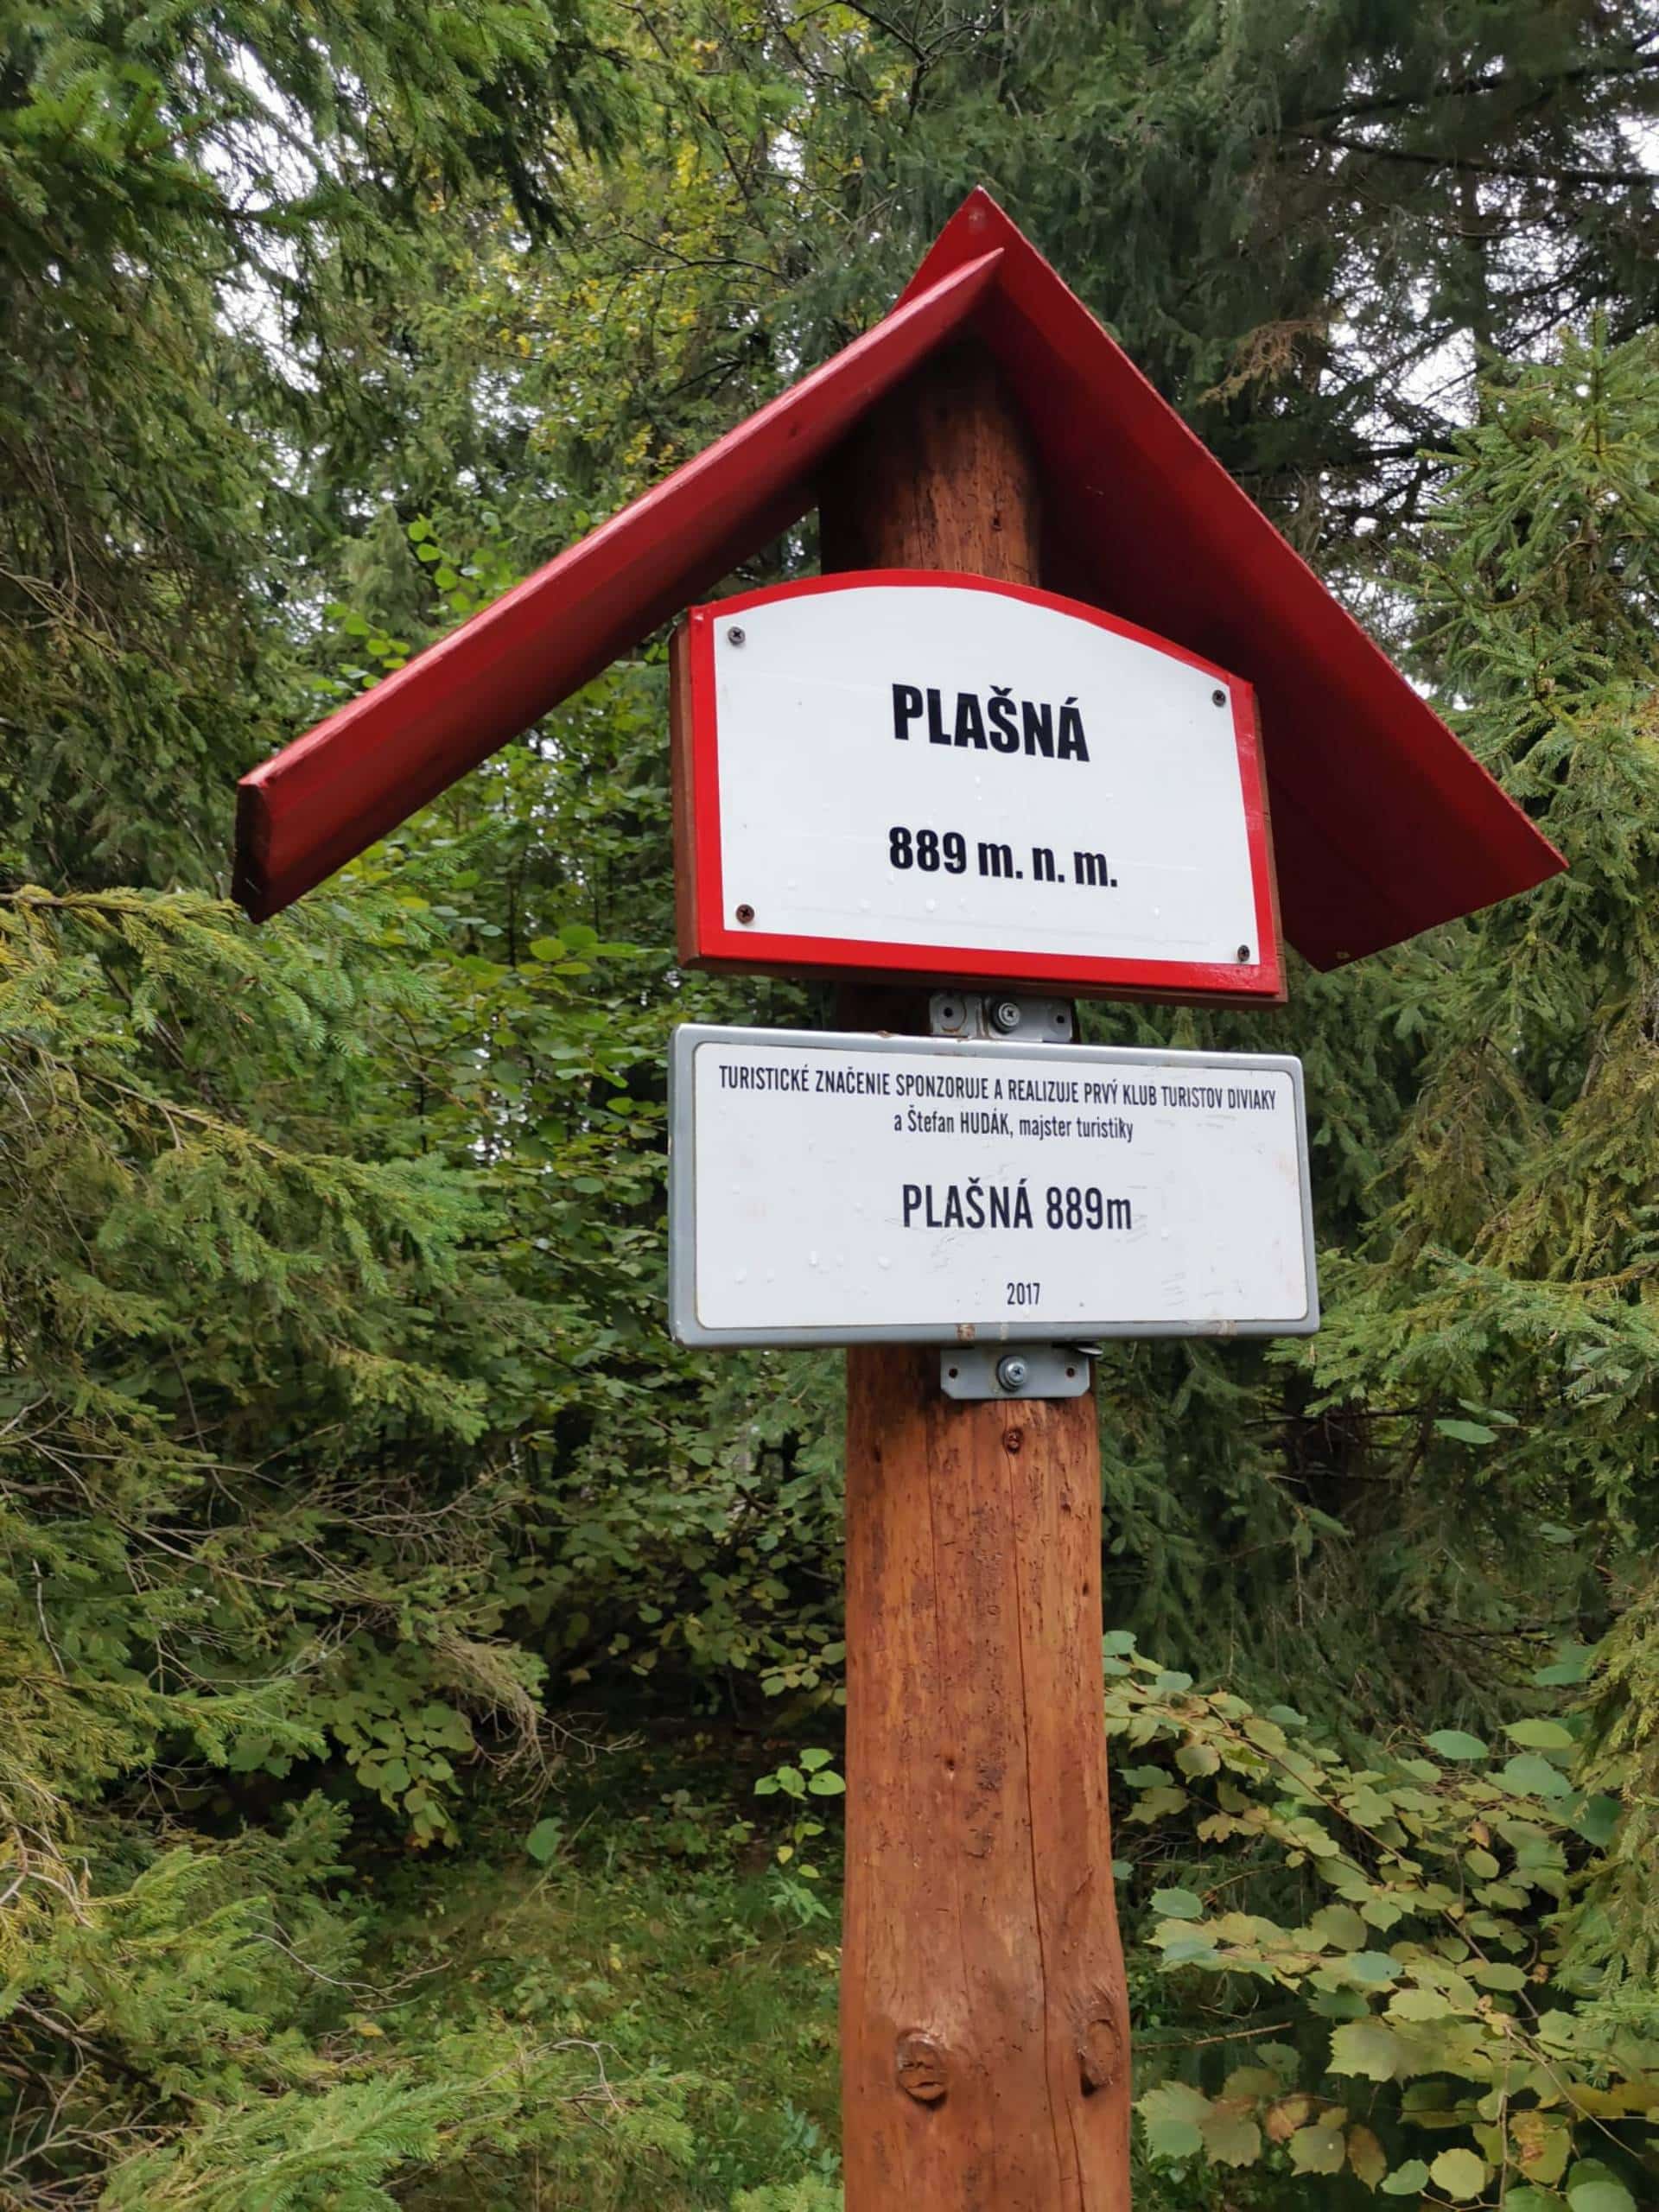 PLAŠNÁ
889 m. n. m.
TURISTICKÉ ZNAČENIE SPONZORUJE A REALIZUJE PRVÝ KLUB TURISTOV DIVIAKY
a Štefan HUDÁK, majster turistiky
PLAŠNÁ 889m
2017